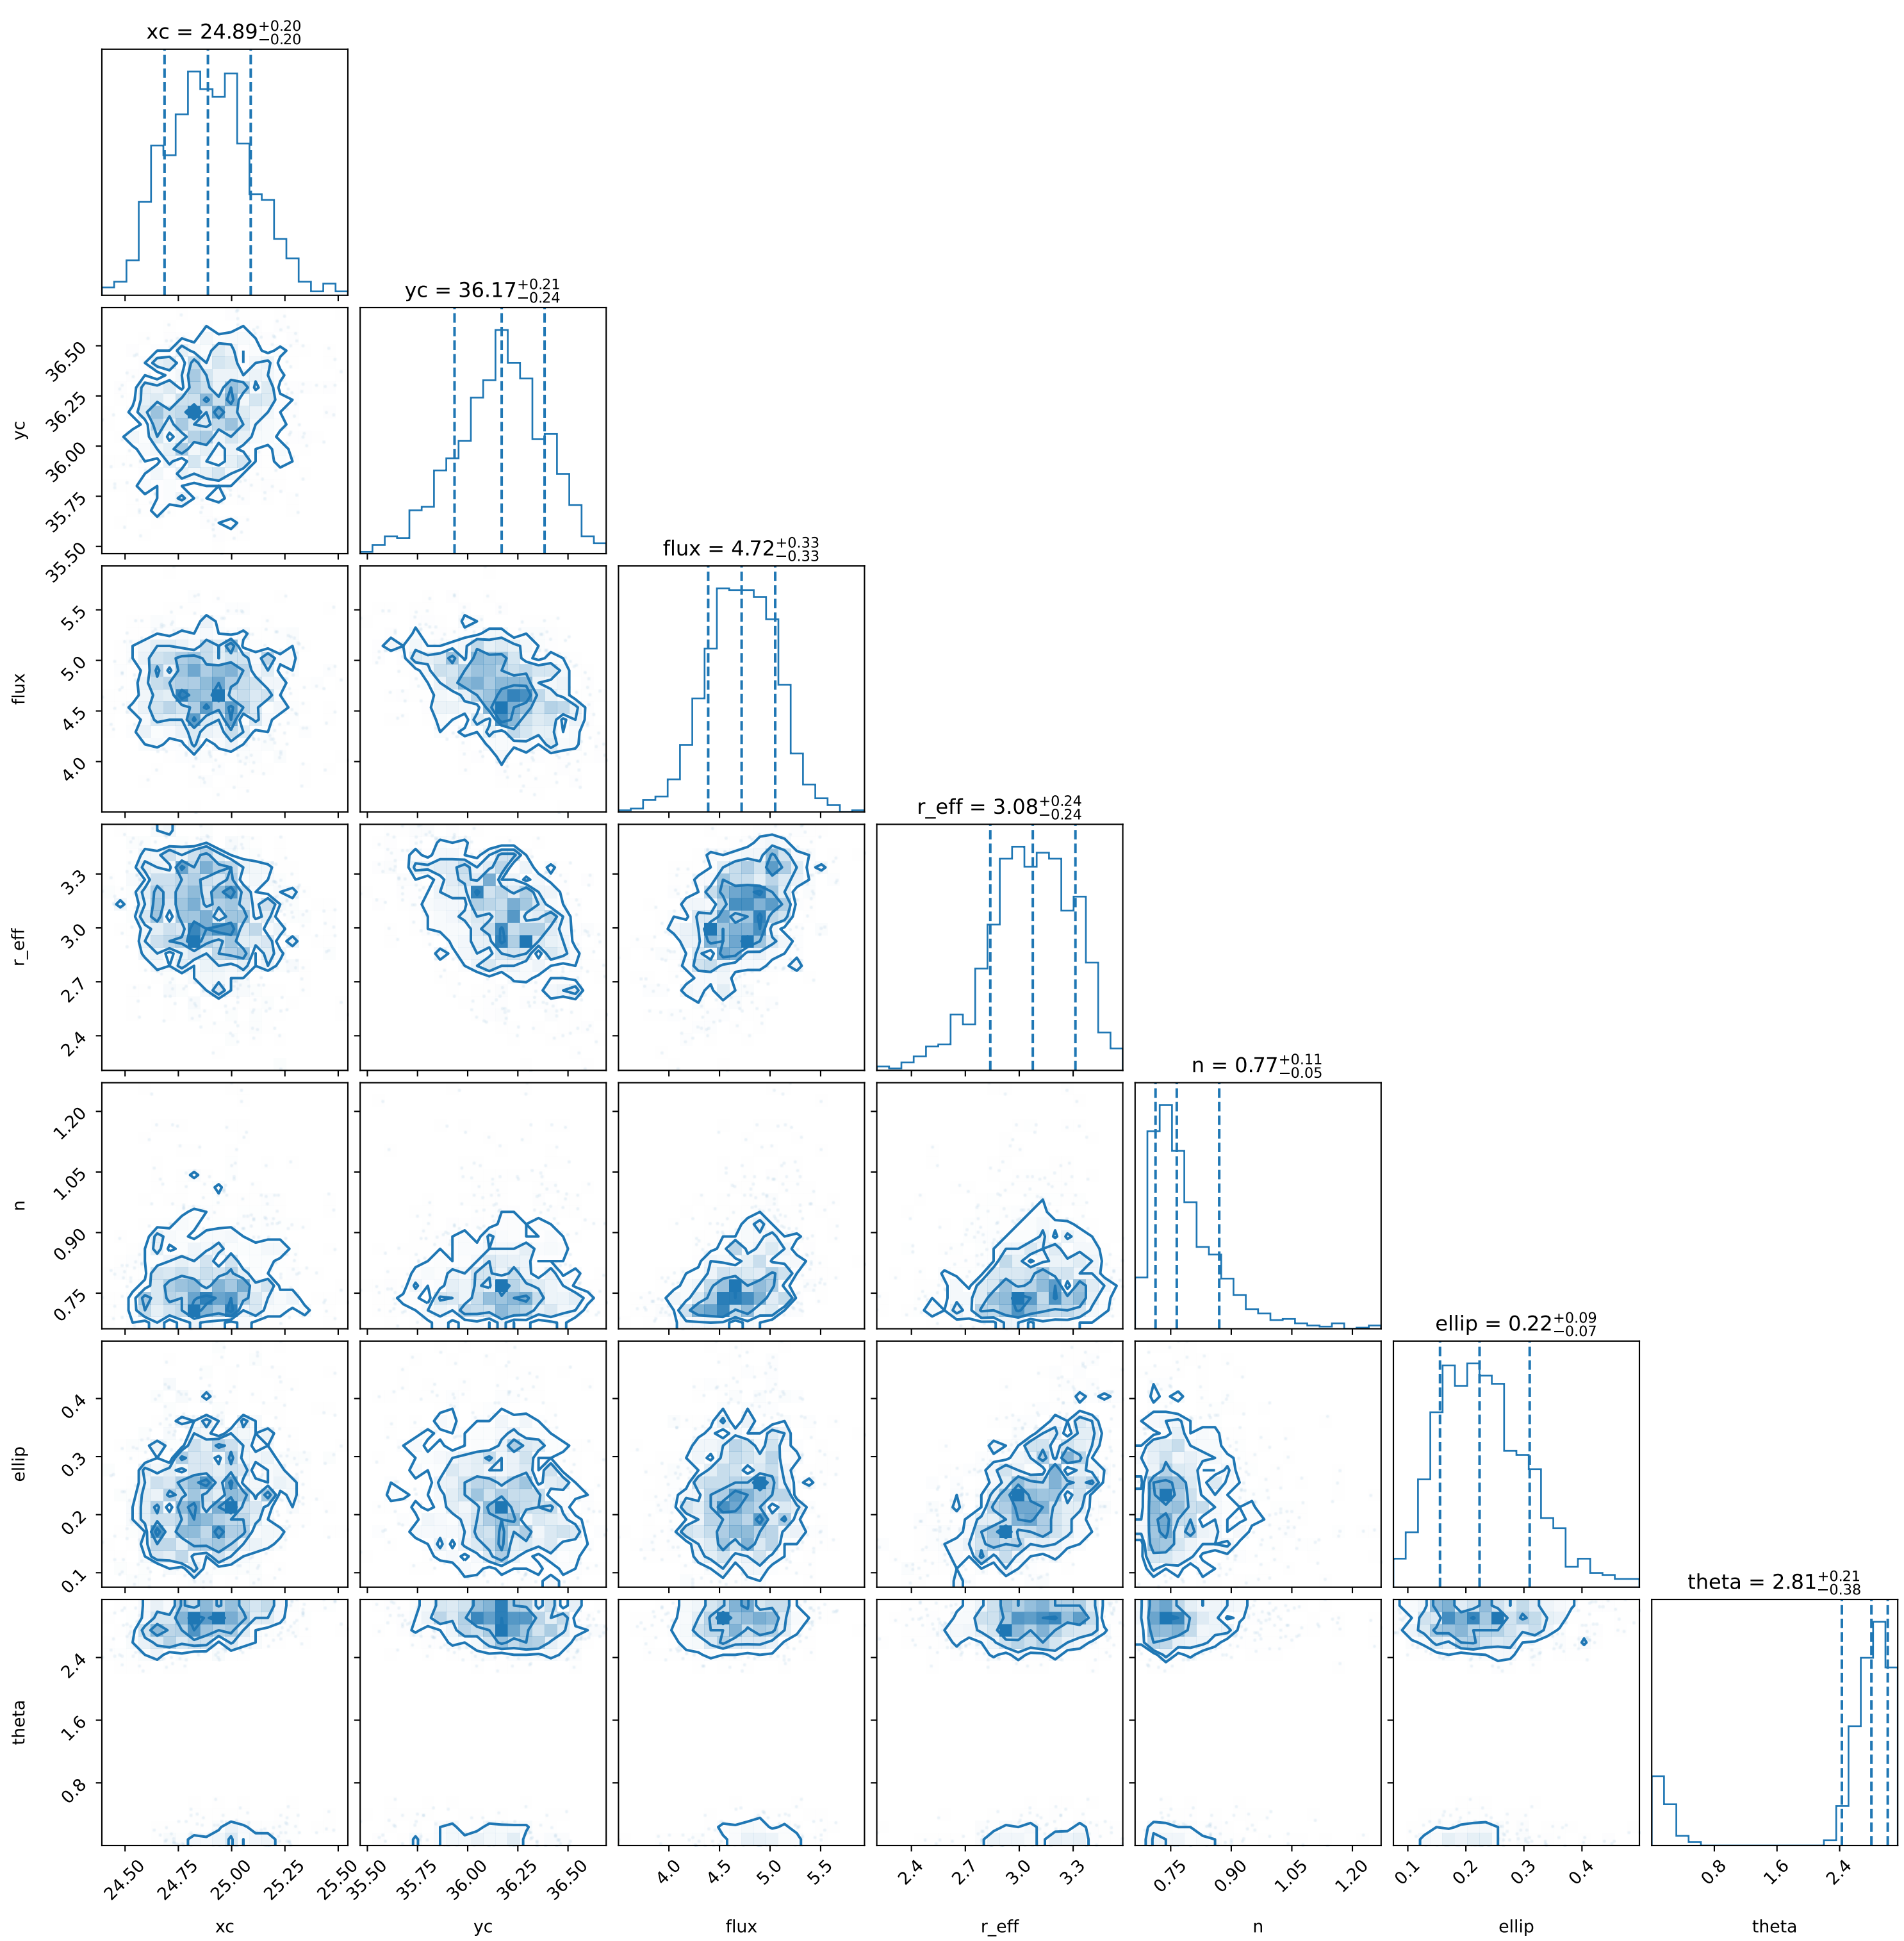 xc = 24.89 +0.20 −0.20
yc = 36.17 +0.21 −0.24
36.50
36.25
36.00
35.75
35.50
yc
flux = 4.72 +0.33 −0.33
5.5
5.0
4.5
4.0
flux
r_eff = 3.08 +0.24 −0.24
3.3
3.0
2.7
2.4
r_eff
n = 0.77 +0.11 −0.05
1.20
1.05
0.90
0.75
n
ellip = 0.22 +0.09 −0.07
0.4
0.3
0.2
0.1
ellip
theta = 2.81 +0.21 −0.38
2.4
1.6
0.8
theta
24.50 24.75 25.00 25.25 25.50 35.50 35.75 36.00 36.25 36.50 4.0 4.5 5.0 5.5 2.4 2.7 3.0 3.3 0.75 0.90 1.05 1.20 0.1 0.2 0.3 0.4 0.8 1.6 2.4
xc yc flux r_eff n ellip theta